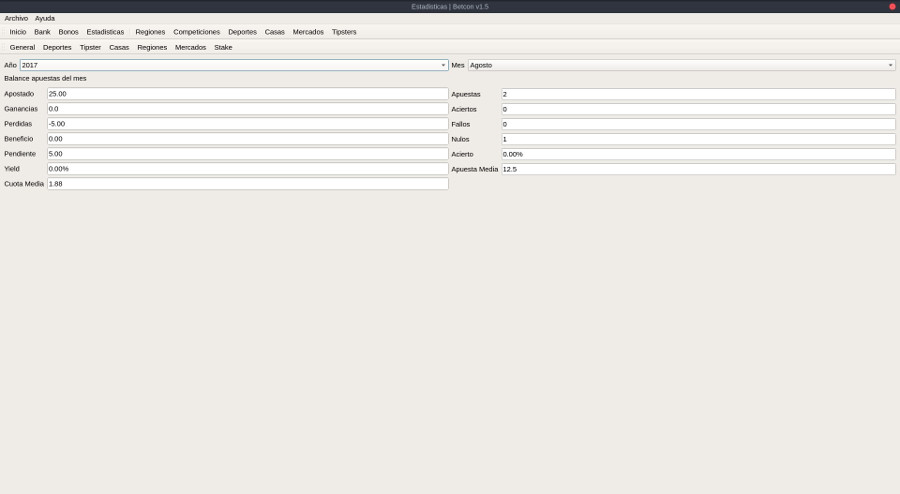 Estadisticas | Betcon v1.5
Archivo Ayuda
Inicio Bank Bonos Estadisticas Regiones Competiciones Deportes Casas Mercados Tipsters
General Deportes Tipster Casas Regiones Mercados Stake
Año 2017 Mes Agosto
Balance apuestas del mes
Apostado 25.00 Apuestas 2
Ganancias 0.0 Aciertos 0
Perdidas -5.00 Fallos 0
Beneficio 0.00 Nulos 1
Pendiente 5.00 Acierto 0.00%
Yield 0.00% Apuesta Media 12.5
Cuota Media 1.88